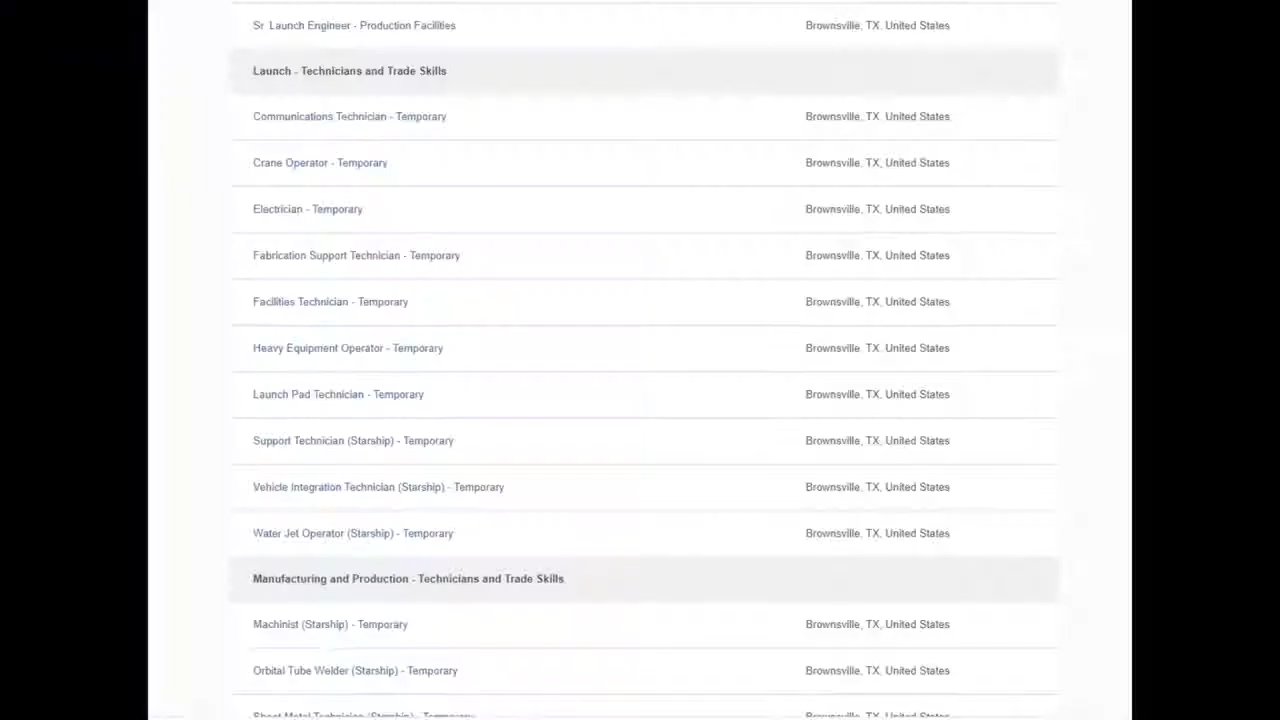 Sr. Launch Engineer - Production Facilities Brownsville, TX, United States
Launch - Technicians and Trade Skills
Communications Technician - Temporary Brownsville, TX, United States
Crane Operator - Temporary Brownsville, TX, United States
Electrician - Temporary Brownsville, TX, United States
Fabrication Support Technician - Temporary Brownsville, TX, United States
Facilities Technician - Temporary Brownsville, TX, United States
Heavy Equipment Operator - Temporary Brownsville, TX, United States
Launch Pad Technician - Temporary Brownsville, TX, United States
Support Technician (Starship) - Temporary Brownsville, TX, United States
Vehicle Integration Technician (Starship) - Temporary Brownsville, TX, United States
Water Jet Operator (Starship) - Temporary Brownsville, TX, United States
Manufacturing and Production - Technicians and Trade Skills
Machinist (Starship) - Temporary Brownsville, TX, United States
Orbital Tube Welder (Starship) - Temporary Brownsville, TX, United States
Sheet Metal Technician (Starship) - Temporary